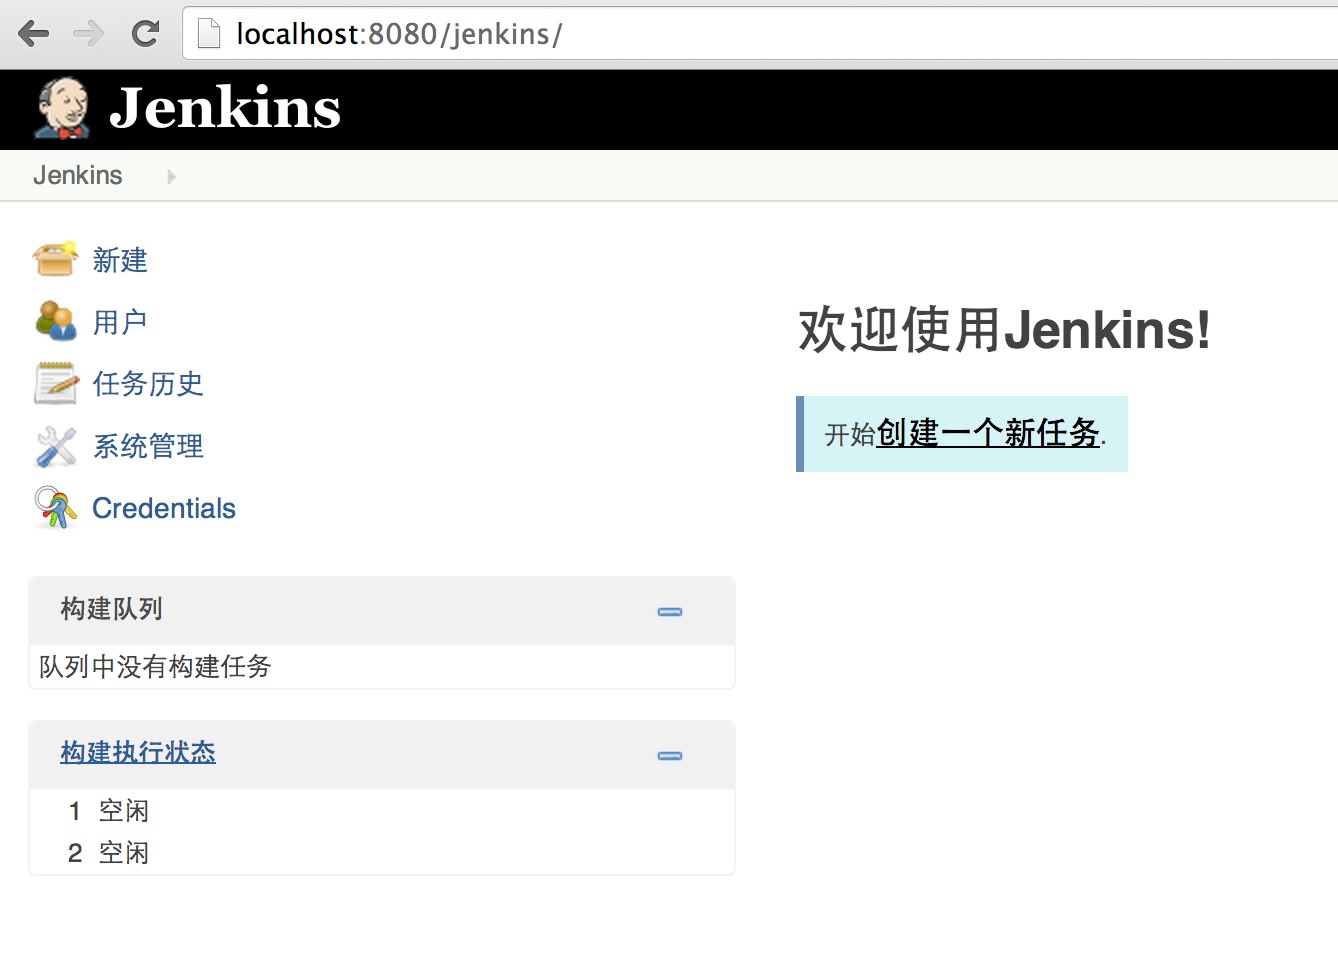 localhost:8080/jenkins/
Jenkins
Jenkins
新建
用户
任务历史
系统管理
Credentials
欢迎使用Jenkins!
开始创建一个新任务.
构建队列
队列中没有构建任务
构建执行状态
1 空闲
2 空闲